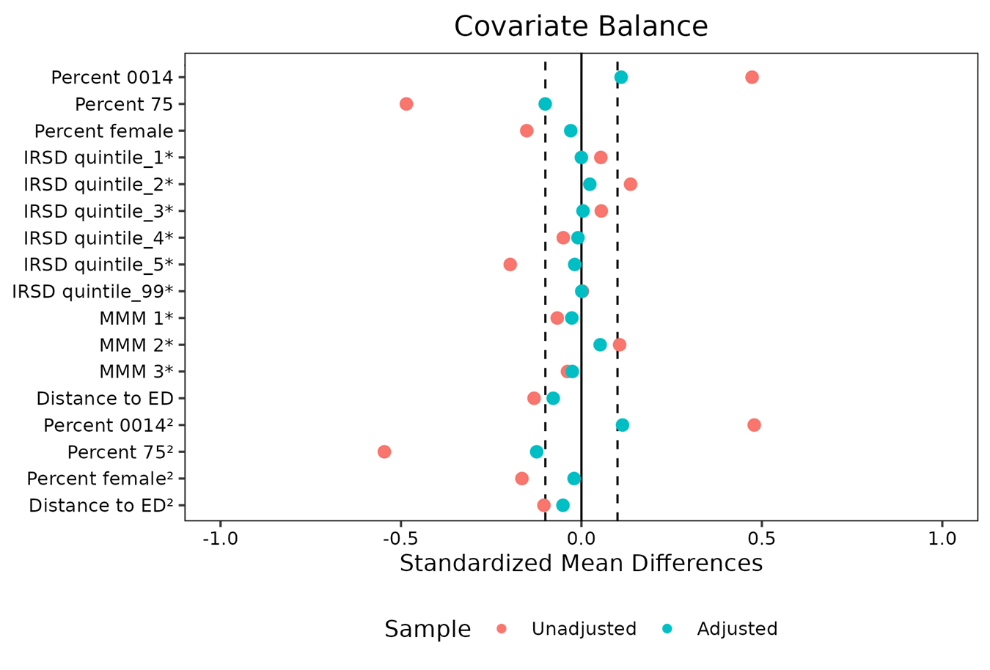 Covariate Balance
Percent 0014
Percent 75
Percent female
IRSD quintile_1*
IRSD quintile_2*
IRSD quintile_3*
IRSD quintile_4*
IRSD quintile_5*
IRSD quintile_99*
MMM 1*
MMM 2*
MMM 3*
Distance to ED
Percent 0014²
Percent 75²
Percent female²
Distance to ED²
-1.0 -0.5 0.0 0.5 1.0
Standardized Mean Differences
Sample Unadjusted Adjusted